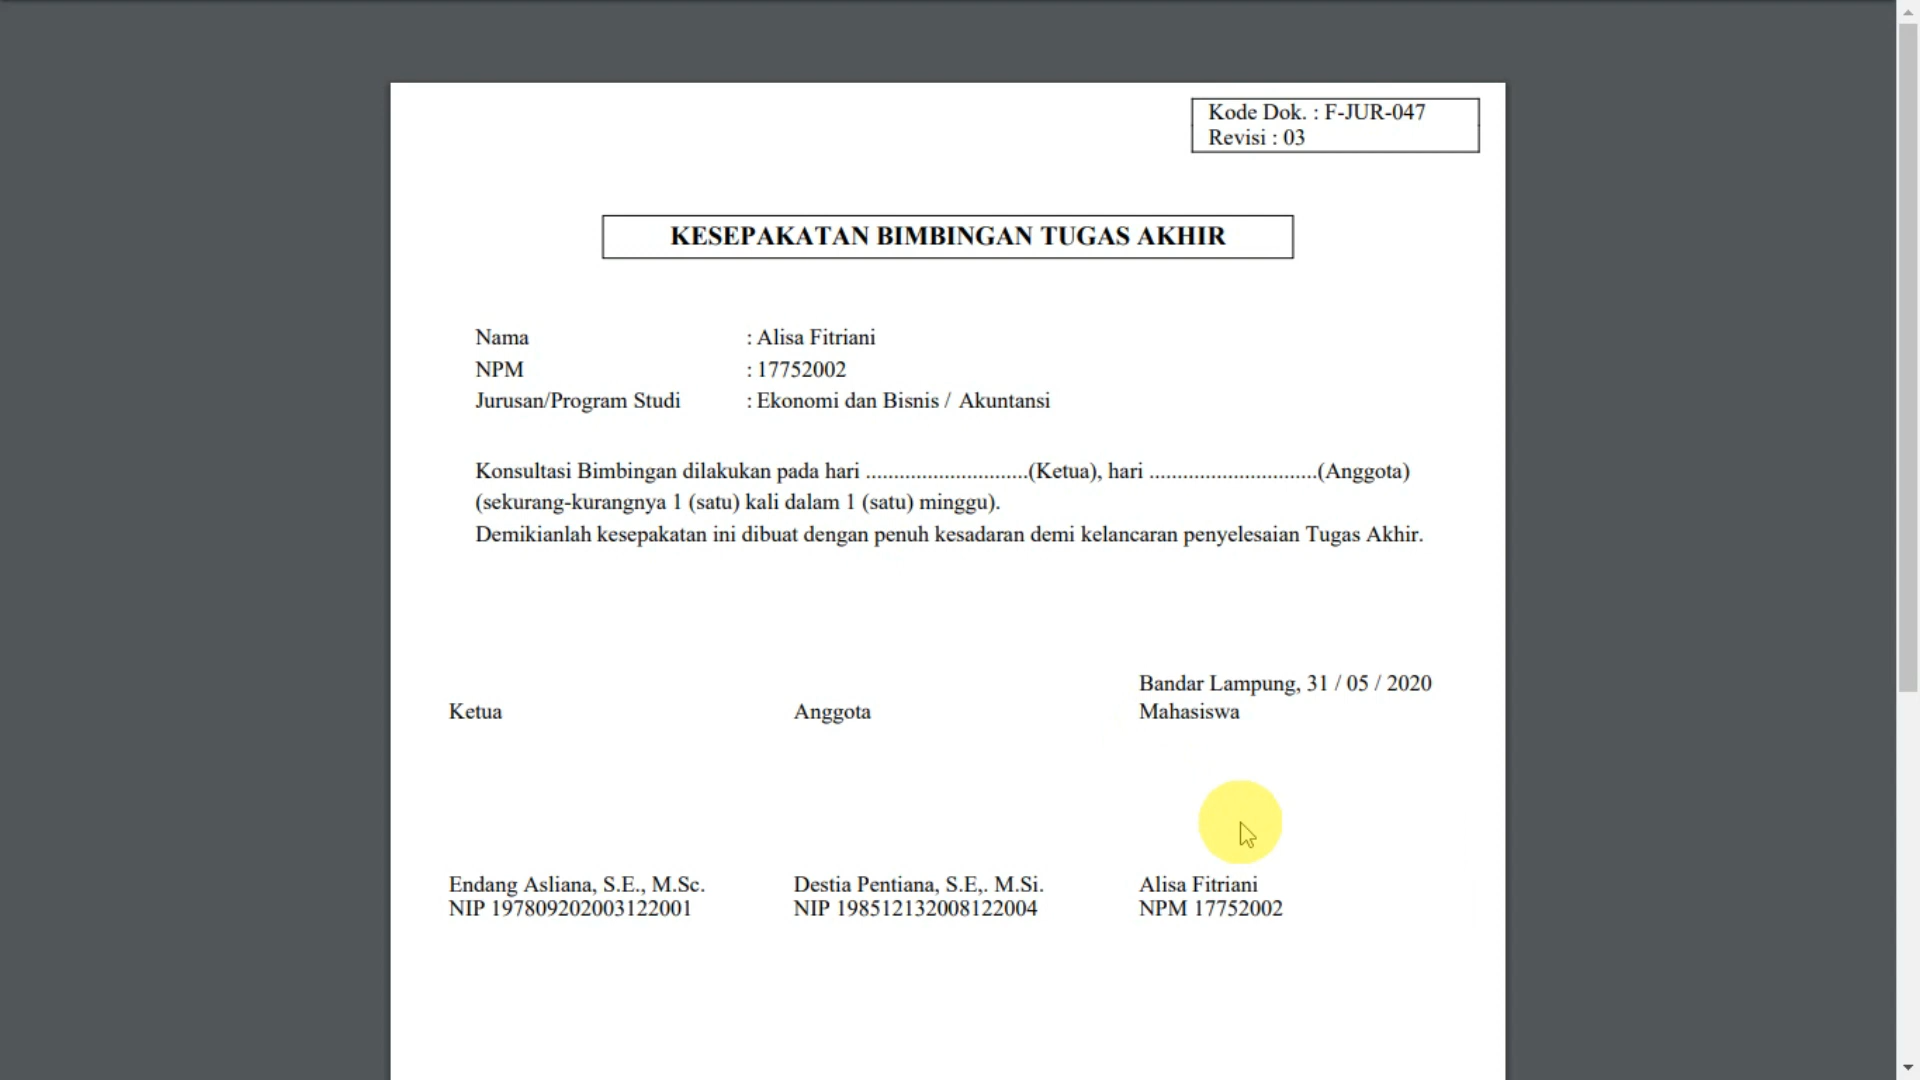 Kode Dok. : F-JUR-047
Revisi : 03
KESEPAKATAN BIMBINGAN TUGAS AKHIR
Nama : Alisa Fitriani
NPM : 17752002
Jurusan/Program Studi : Ekonomi dan Bisnis / Akuntansi
Konsultasi Bimbingan dilakukan pada hari .............................(Ketua), hari ..............................(Anggota)
(sekurang-kurangnya 1 (satu) kali dalam 1 (satu) minggu).
Demikianlah kesepakatan ini dibuat dengan penuh kesadaran demi kelancaran penyelesaian Tugas Akhir.
Bandar Lampung, 31 / 05 / 2020
Ketua Anggota Mahasiswa
Endang Asliana, S.E., M.Sc. Destia Pentiana, S.E,. M.Si. Alisa Fitriani
NIP 197809202003122001 NIP 198512132008122004 NPM 17752002